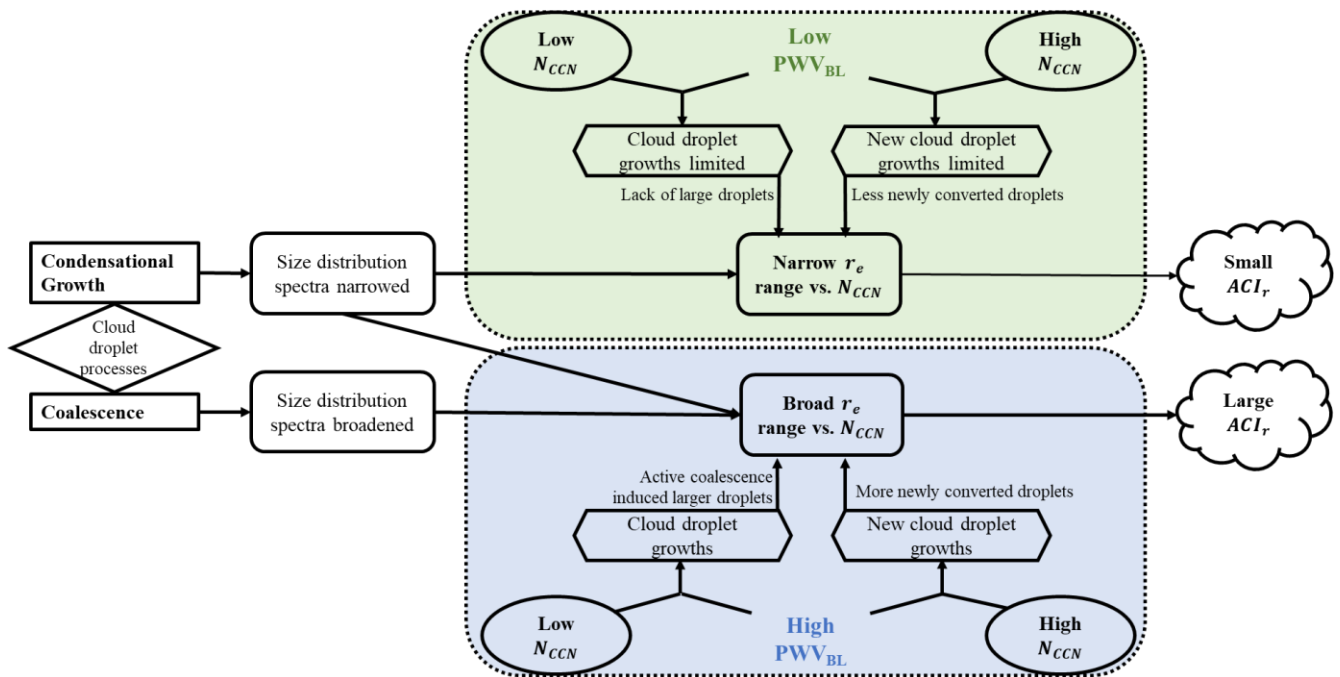 Low
N_CCN
Low
PWV_BL
High
N_CCN
Cloud droplet
growths limited
New cloud droplet
growths limited
Lack of large droplets
Less newly converted droplets
Condensational
Growth
Size distribution
spectra narrowed
Narrow r_e
range vs. N_CCN
Small
ACI_r
Cloud
droplet
processes
Coalescence
Size distribution
spectra broadened
Broad r_e
range vs. N_CCN
Large
ACI_r
Active coalescence
induced larger droplets
More newly converted droplets
Cloud droplet
growths
New cloud droplet
growths
Low
N_CCN
High
PWV_BL
High
N_CCN